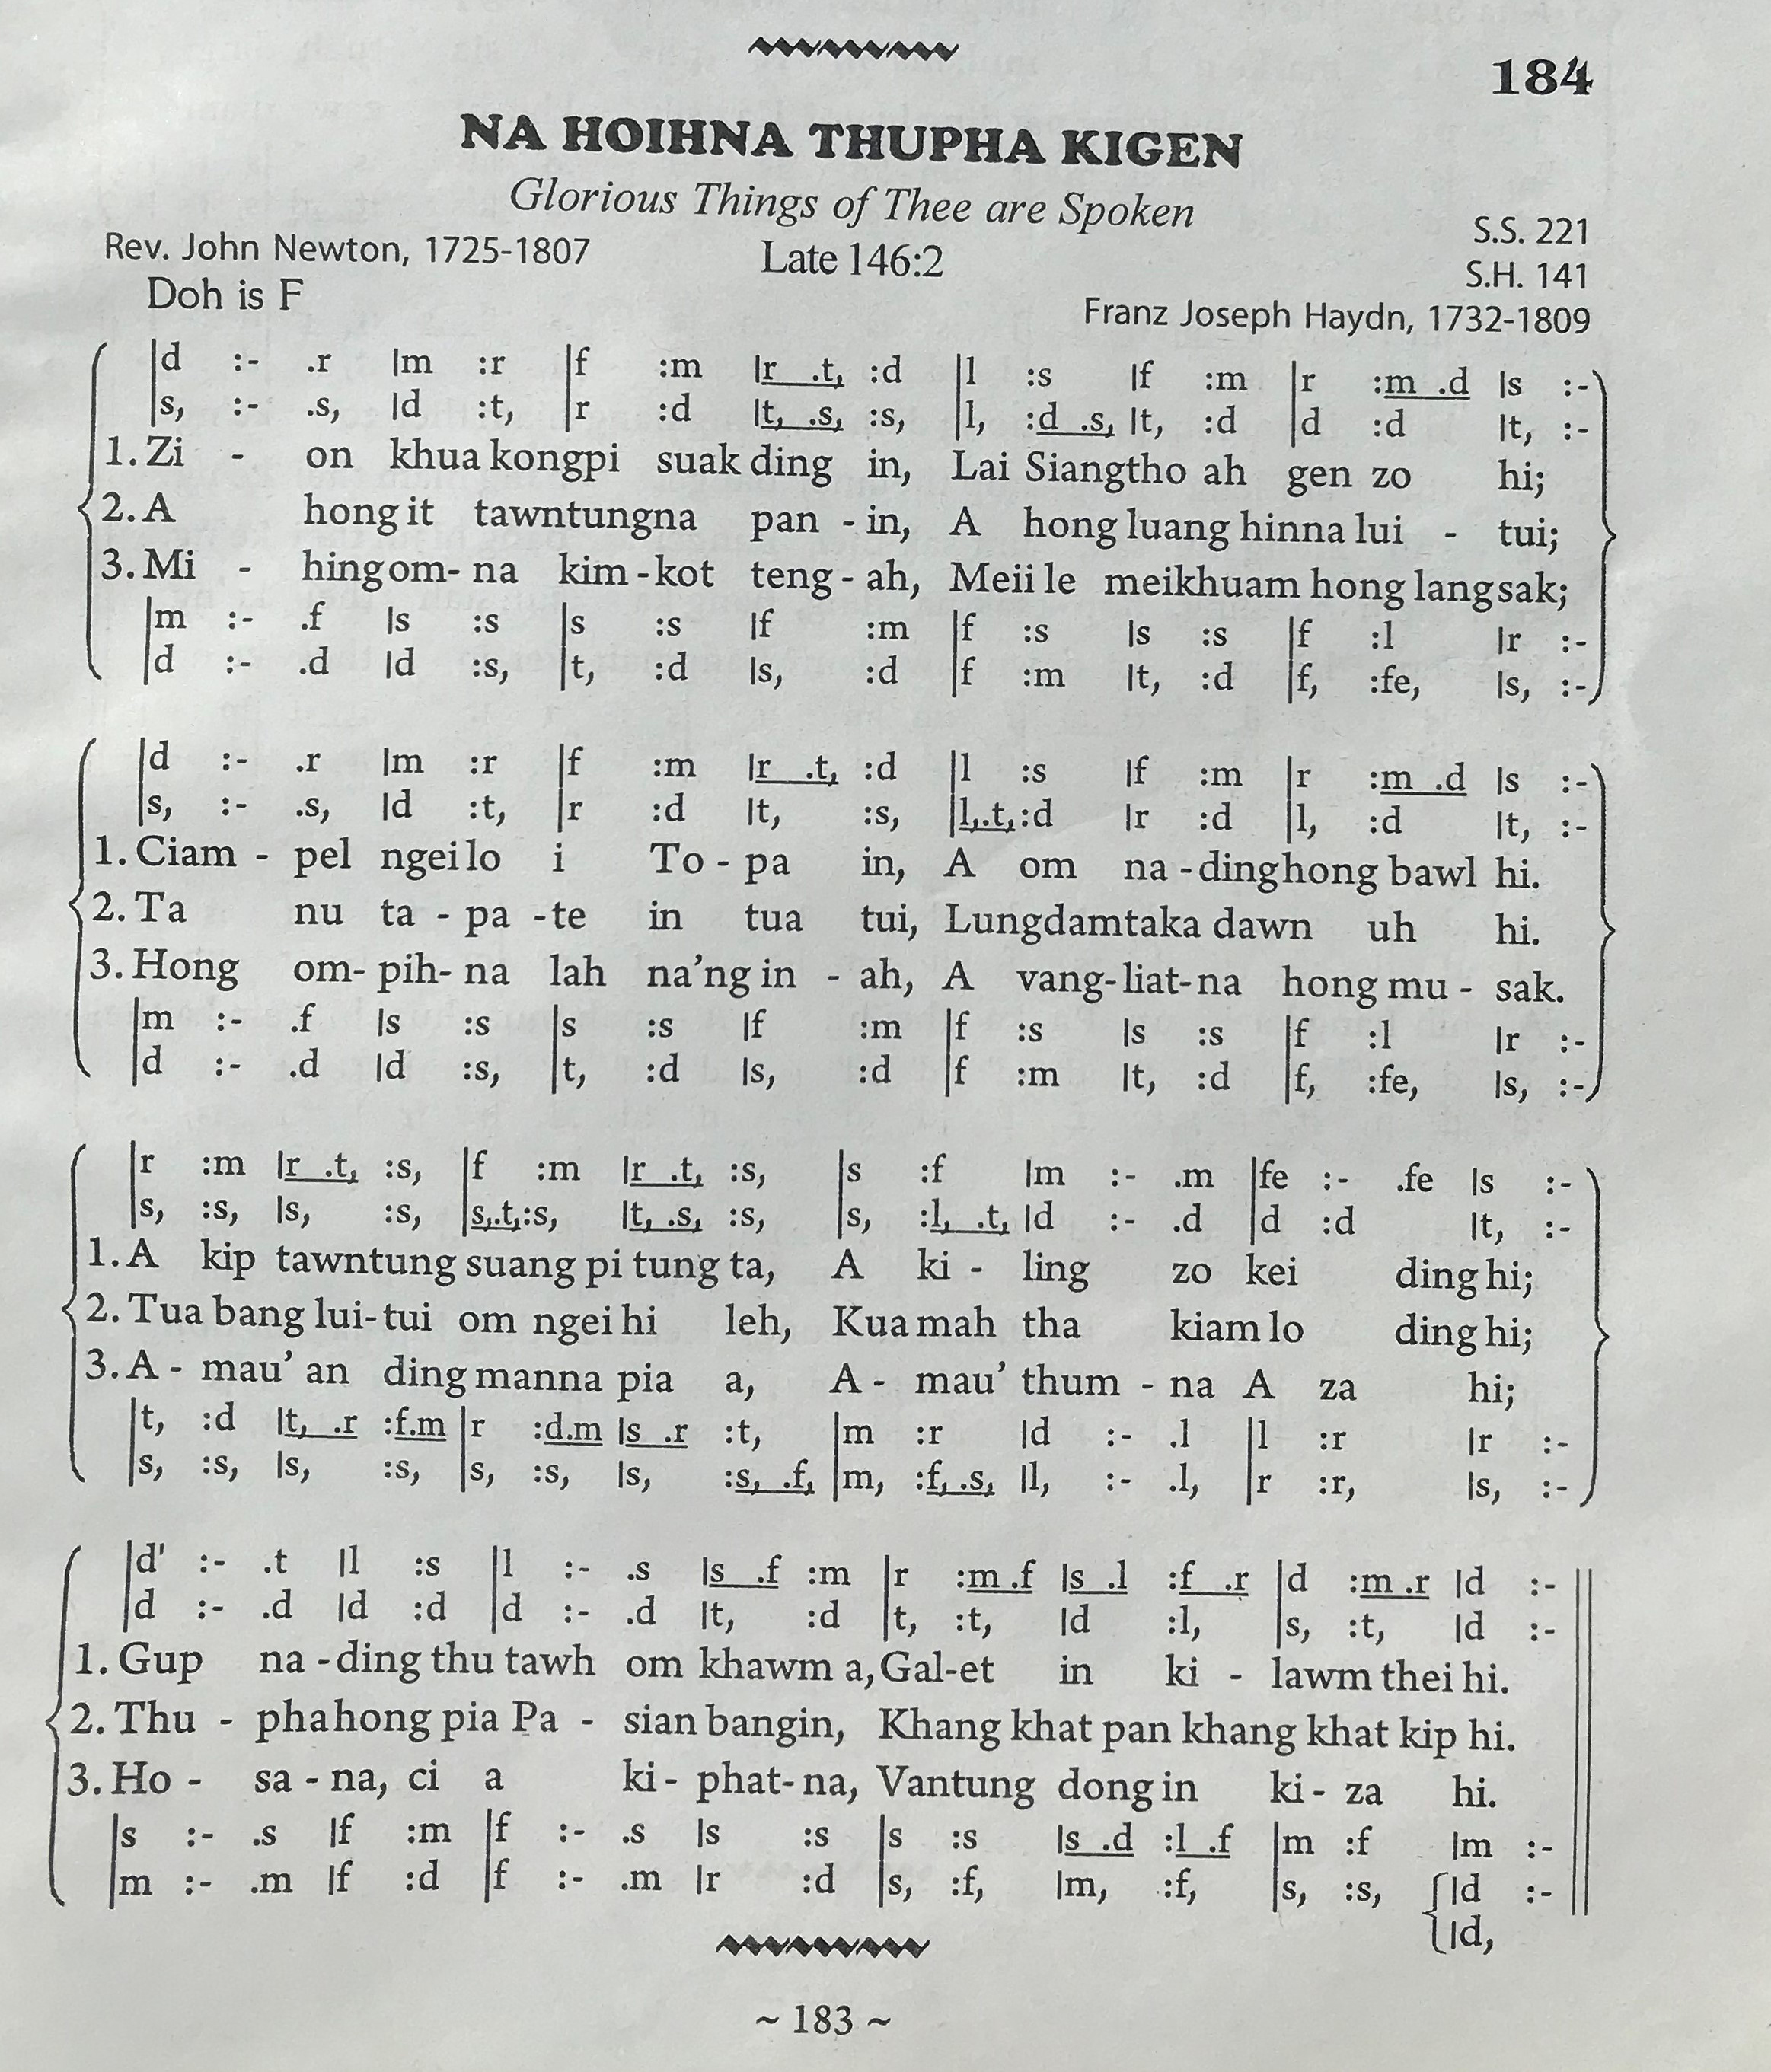 184
NA HOIHNA THUPHA KIGEN
Glorious Things of Thee are Spoken
S.S. 221
Rev. John Newton, 1725-1807 Late 146:2 S.H. 141
Doh is F
Franz Joseph Haydn, 1732-1809
|d :- .r |m :r |f :m |r .t, :d |l :s |f :m |r :m .d |s :-
|s, :- .s, |d :t, |r :d |t, .s, :s, |l, :d .s, |t, :d |d :d |t, :-
1. Zi - on khua kongpi suak ding in, Lai Siangtho ah gen zo hi;
2. A hong it tawntungna pan - in, A hong luang hinna lui - tui;
3. Mi - hing om- na kim - kot teng - ah, Meii le meikhuam hong langsak;
|m :- .f |s :s |s :s |f :m |f :s |s :s |f :l |r :-
|d :- .d |d :s, |t, :d |s, :d |f :m |t, :d |f, :fe, |s, :-
|d :- .r |m :r |f :m |r .t, :d |l :s |f :m |r :m .d |s :-
|s, :- .s, |d :t, |r :d |t, :s, |l,.t,:d |r :d |l, :d |t, :-
1. Ciam - pel ngei lo i To - pa in, A om na - ding hong bawl hi.
2. Ta nu ta - pa - te in tua tui, Lungdamtaka dawn uh hi.
3. Hong om- pih- na lah na'ng in - ah, A vang-liat-na hong mu - sak.
|m :- .f |s :s |s :s |f :m |f :s |s :s |f :l |r :-
|d :- .d |d :s, |t, :d |s, :d |f :m |t, :d |f, :fe, |s, :-
|r :m |r .t, :s, |f :m |r .t, :s, |s :f |m :- .m |fe :- .fe |s :-
|s, :s, |s, :s, |s,.t,:s, |t, .s, :s, |s, :l, .t, |d :- .d |d :d |t, :-
1. A kip tawntung suang pi tung ta, A ki - ling zo kei ding hi;
2. Tua bang lui-tui om ngei hi leh, Kua mah tha kiam lo ding hi;
3. A - mau' an ding manna pia a, A - mau' thum - na A za hi;
|t, :d |t, .r :f.m |r :d.m |s .r :t, |m :r |d :- .l |l :r |r :-
|s, :s, |s, :s, |s, :s, |s, :s, .f, |m, :f, .s, |l, :- .l, |r :r, |s, :-
|d' :- .t |l :s |l :- .s |s .f :m |r :m .f |s .l :f .r |d :m .r |d :-
|d :- .d |d :d |d :- .d |t, :d |t, :t, |d :l, |s, :t, |d :-
1. Gup na - ding thu tawh om khawm a, Gal-et in ki - lawm thei hi.
2. Thu - pha hong pia Pa - sian bangin, Khang khat pan khang khat kip hi.
3. Ho - sa - na, ci a ki - phat- na, Vantung dong in ki - za hi.
|s :- .s |f :m |f :- .s |s :s |s :s |s .d :l .f |m :f |m :-
|m :- .m |f :d |f :- .m |r :d |s, :f, |m, :f, |s, :s, |d :-
|d,
~ 183 ~